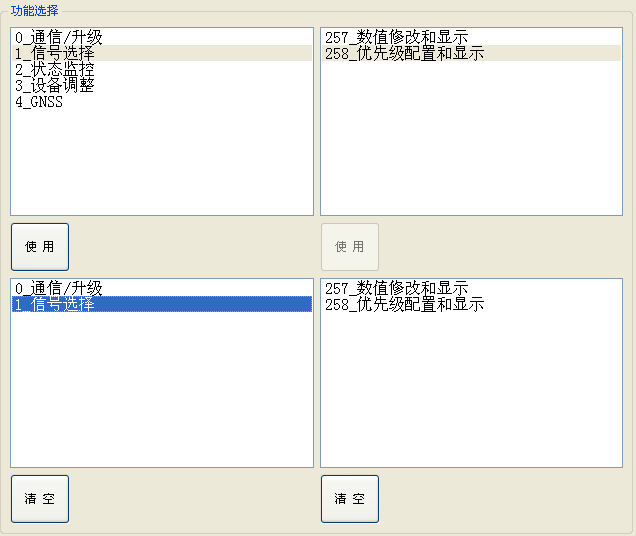 功能选择
0_通信/升级
1_信号选择
2_状态监控
3_设备调整
4_GNSS
257_数值修改和显示
258_优先级配置和显示
使 用
使 用
0_通信/升级
1_信号选择
257_数值修改和显示
258_优先级配置和显示
清 空
清 空